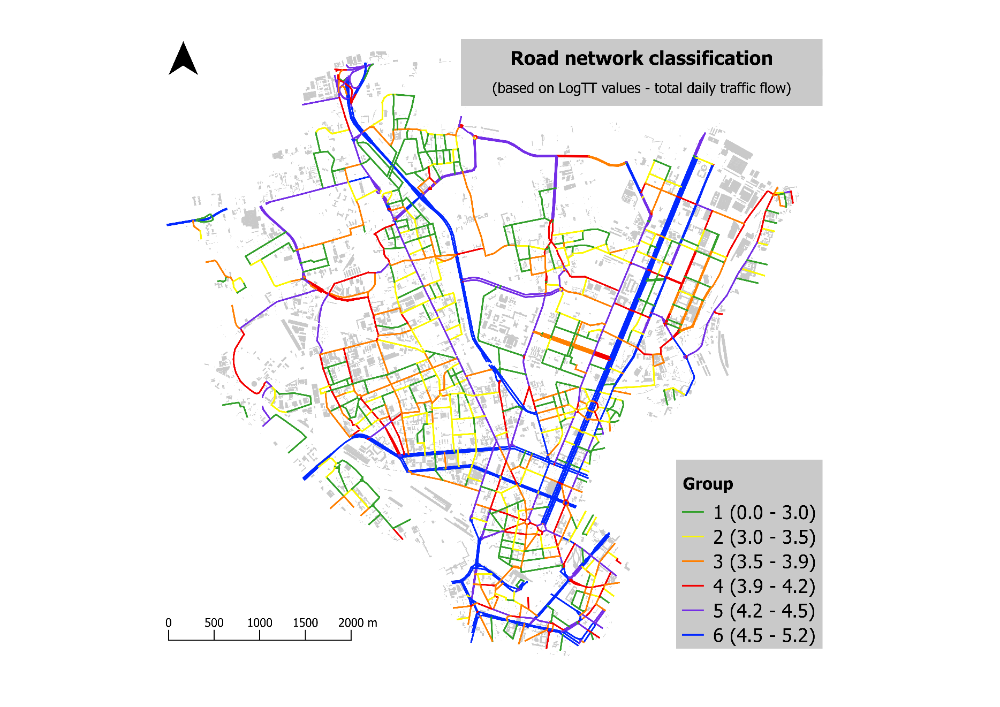 Road network classification
(based on LogTT values - total daily traffic flow)
Group
1 (0.0 - 3.0)
2 (3.0 - 3.5)
3 (3.5 - 3.9)
4 (3.9 - 4.2)
5 (4.2 - 4.5)
6 (4.5 - 5.2)
0 500 1000 1500 2000 m